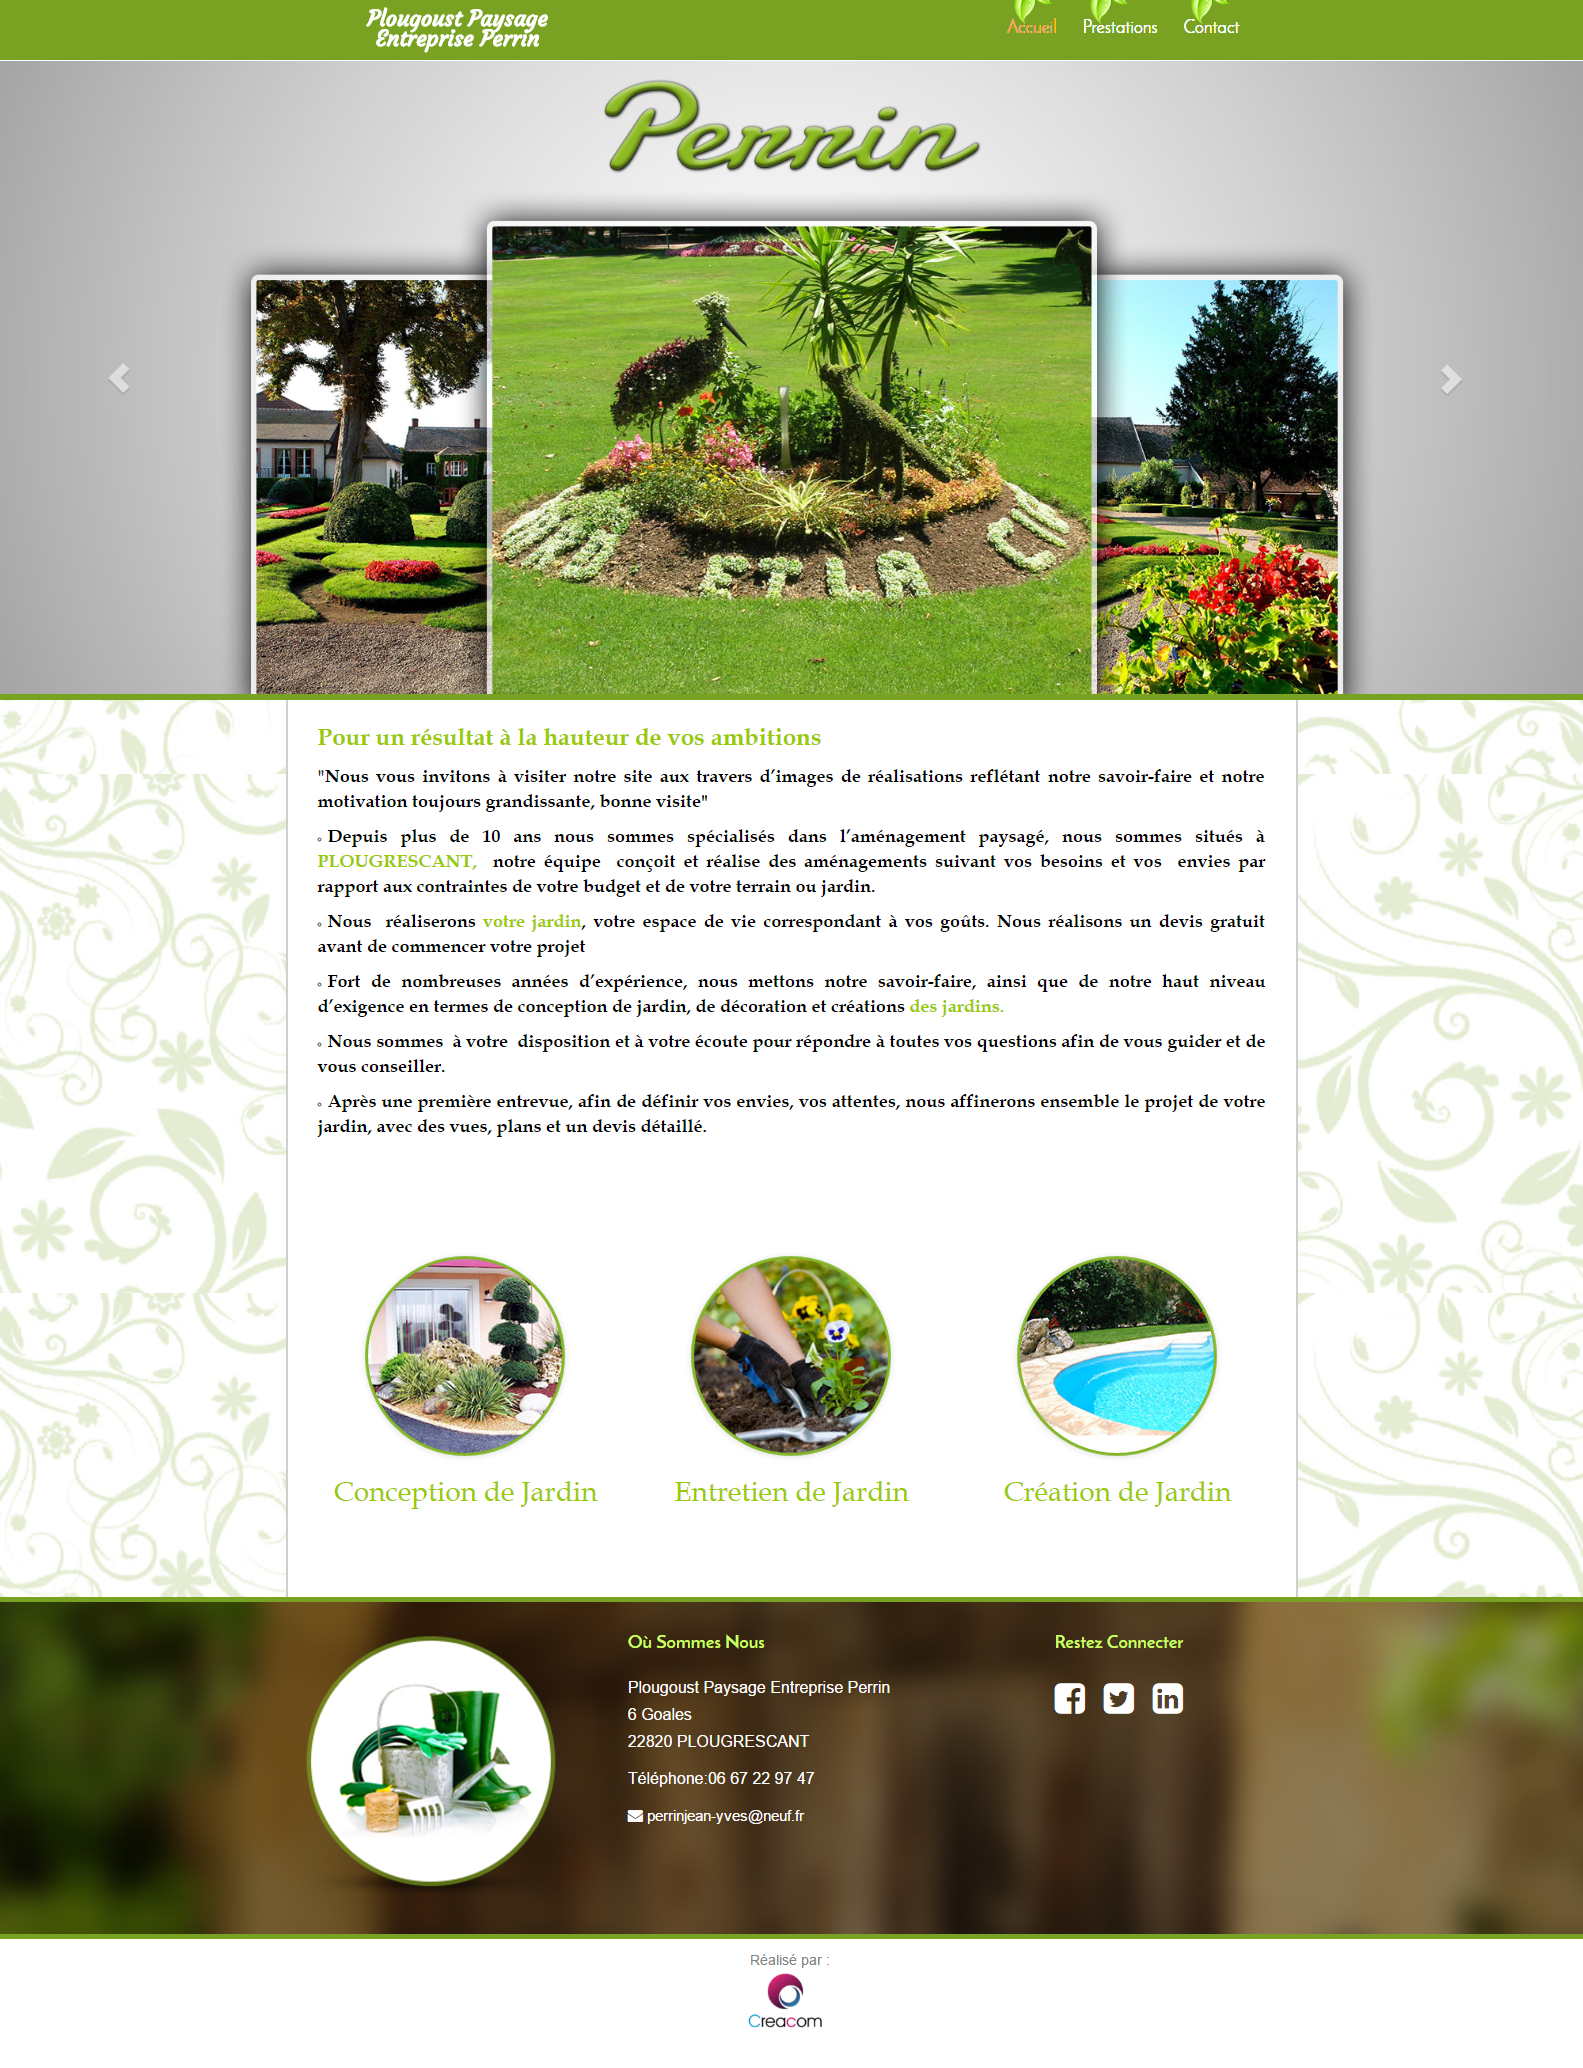 Plougoust Paysage
Entreprise Perrin
Accueil
Prestations
Contact
Perrin
ET LA
Pour un résultat à la hauteur de vos ambitions
"Nous vous invitons à visiter notre site aux travers d’images de réalisations reflétant notre savoir-faire et notre
motivation toujours grandissante, bonne visite"
◦ Depuis plus de 10 ans nous sommes spécialisés dans l’aménagement paysagé, nous sommes situés à
PLOUGRESCANT, notre équipe conçoit et réalise des aménagements suivant vos besoins et vos envies par
rapport aux contraintes de votre budget et de votre terrain ou jardin.
◦ Nous réaliserons votre jardin, votre espace de vie correspondant à vos goûts. Nous réalisons un devis gratuit
avant de commencer votre projet
◦ Fort de nombreuses années d’expérience, nous mettons notre savoir-faire, ainsi que de notre haut niveau
d’exigence en termes de conception de jardin, de décoration et créations des jardins.
◦ Nous sommes à votre disposition et à votre écoute pour répondre à toutes vos questions afin de vous guider et de
vous conseiller.
◦ Après une première entrevue, afin de définir vos envies, vos attentes, nous affinerons ensemble le projet de votre
jardin, avec des vues, plans et un devis détaillé.
Conception de Jardin
Entretien de Jardin
Création de Jardin
Où Sommes Nous
Plougoust Paysage Entreprise Perrin
6 Goales
22820 PLOUGRESCANT
Téléphone:06 67 22 97 47
perrinjean-yves@neuf.fr
Restez Connecter
Réalisé par :
Creacom